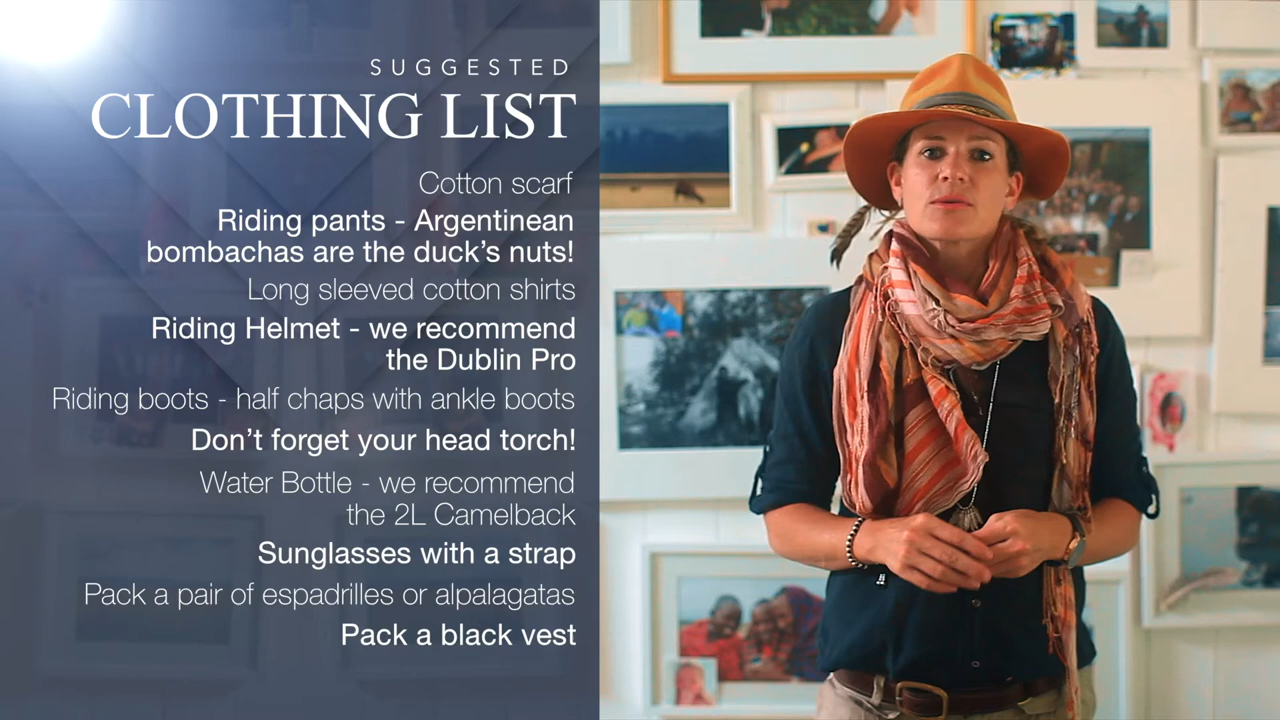 SUGGESTED
CLOTHING LIST
Cotton scarf
Riding pants - Argentinean
bombachas are the duck's nuts!
Long sleeved cotton shirts
Riding Helmet - we recommend
the Dublin Pro
Riding boots - half chaps with ankle boots
Don't forget your head torch!
Water Bottle - we recommend
the 2L Camelback
Sunglasses with a strap
Pack a pair of espadrilles or alpalagatas
Pack a black vest